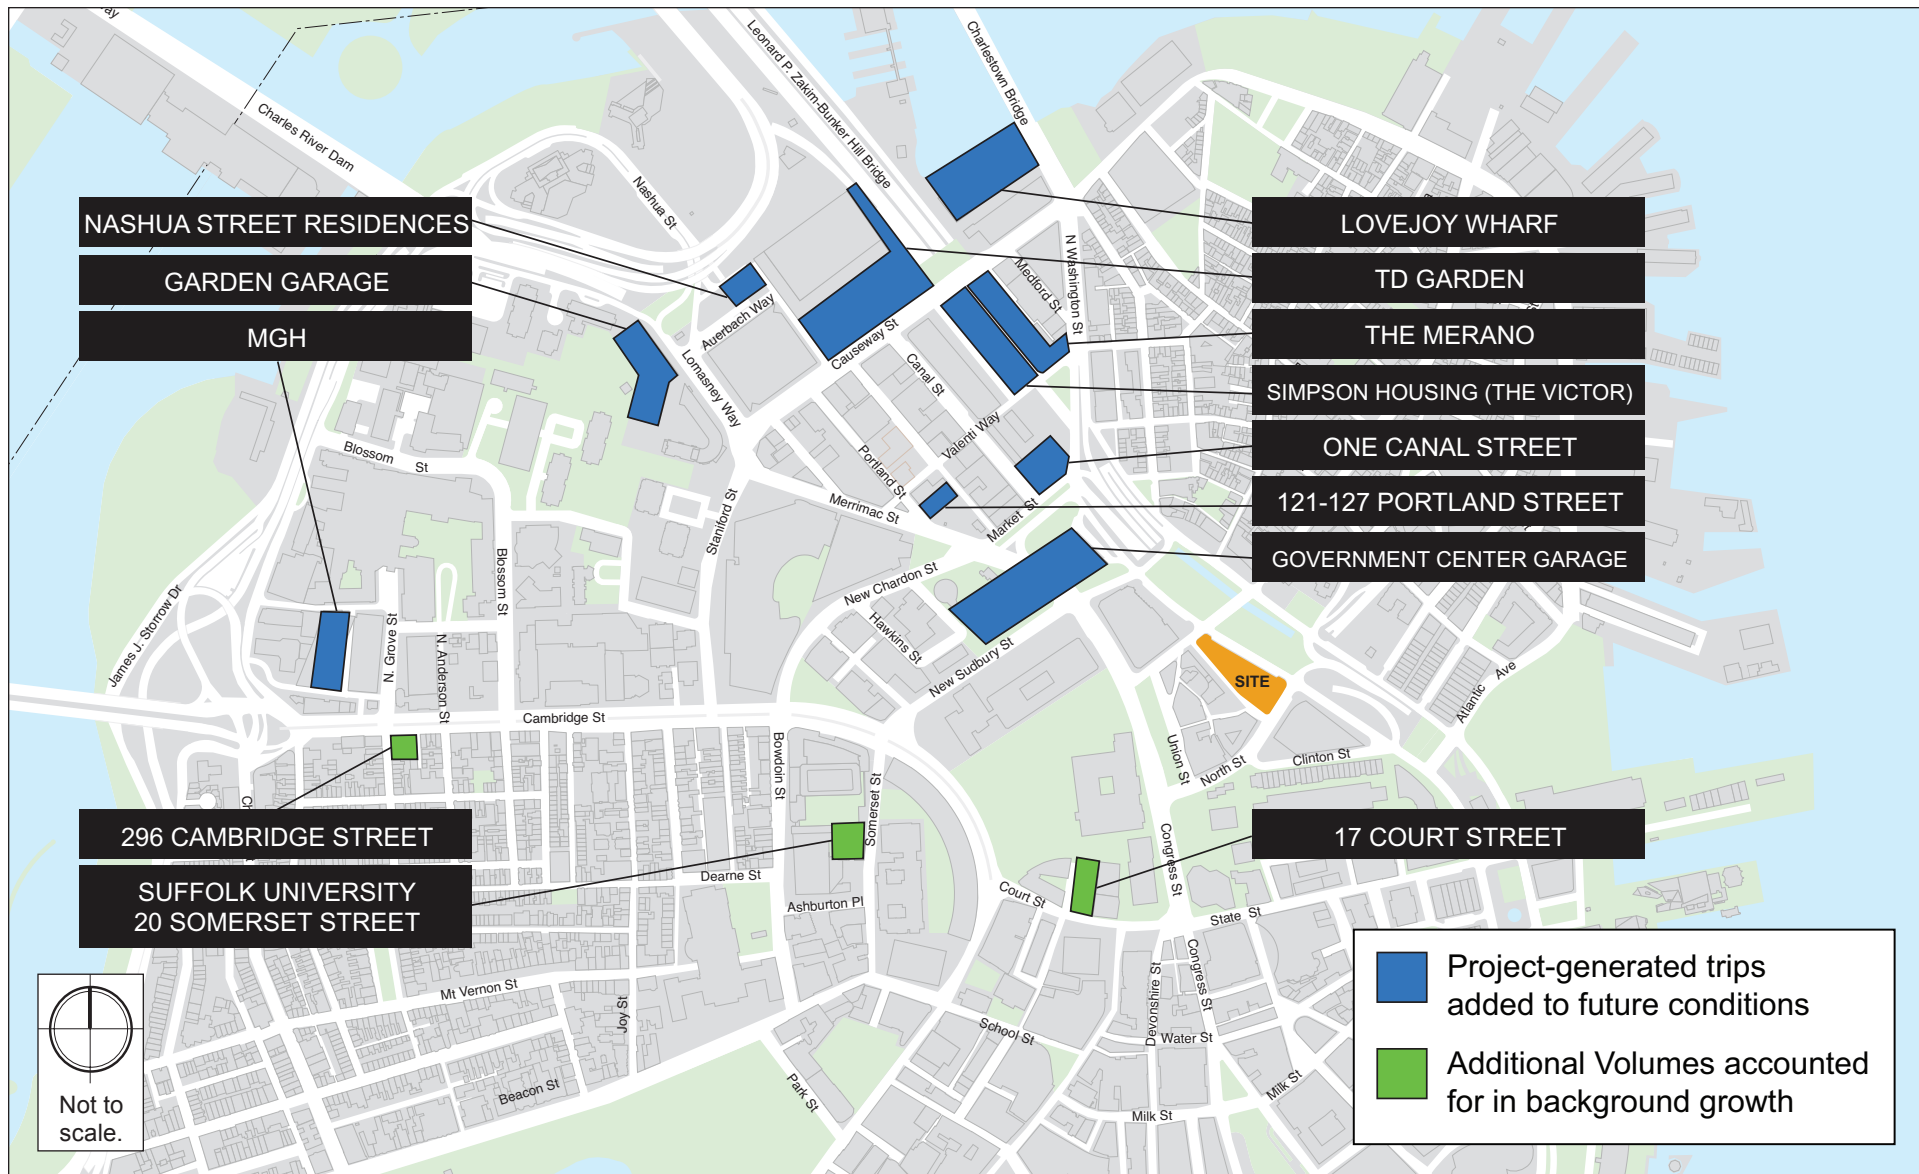 way
Charles River Dam
Leonard P. Zakim-Bunker Hill Bridge
Charlestown Bridge
Nashua St
NASHUA STREET RESIDENCES
GARDEN GARAGE
MGH
LOVEJOY WHARF
TD GARDEN
THE MERANO
SIMPSON HOUSING (THE VICTOR)
ONE CANAL STREET
121-127 PORTLAND STREET
GOVERNMENT CENTER GARAGE
N Washington St
Medford St
Auerbach Way
Causeway St
Canal St
Lomasney Way
Valenti Way
Portland St
Blossom St
Merrimac St
Market St
Staniford St
New Chardon St
Blossom St
Hawkins St
James J. Storrow Dr
N. Grove St
N. Anderson St
New Sudbury St
SITE
Atlantic Ave
Cambridge St
Bowdoin St
Union St
North St
Clinton St
Somerset St
296 CAMBRIDGE STREET
SUFFOLK UNIVERSITY
20 SOMERSET STREET
17 COURT STREET
Congress St
Dearne St
Ashburton Pl
Court St
State St
Congress St
Devonshire St
Mt Vernon St
Joy St
School St
Water St
Beacon St
Park St
Milk St
Milk St
Not to
scale.
Project-generated trips
added to future conditions
Additional Volumes accounted
for in background growth